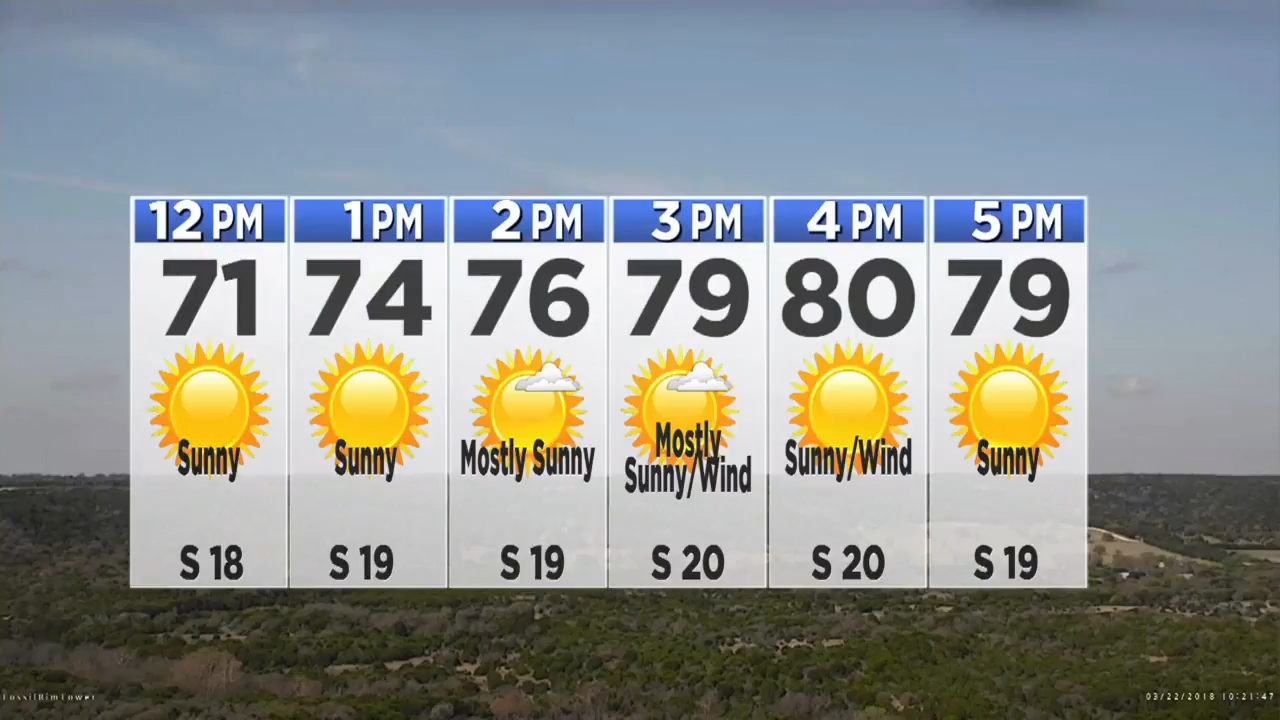 12 PM
1 PM
2 PM
3 PM
4 PM
5 PM
71
74
76
79
80
79
Sunny
Sunny
Mostly Sunny
Mostly
Sunny/Wind
Sunny/Wind
Sunny
S 18
S 19
S 19
S 20
S 20
S 19
FossilRimTower
03/22/2018 10:21:47